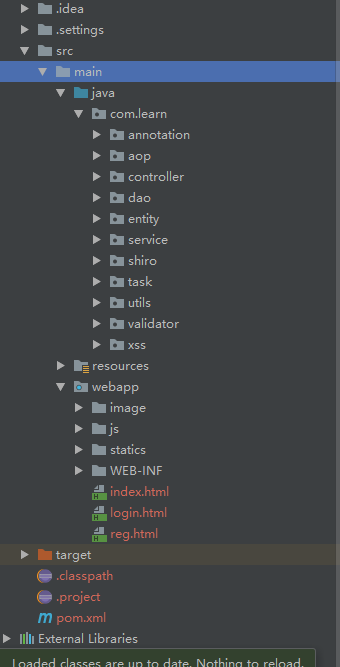 .idea
.settings
src
main
java
com.learn
annotation
aop
controller
dao
entity
service
shiro
task
utils
validator
xss
resources
webapp
image
js
statics
WEB-INF
index.html
login.html
reg.html
target
.classpath
.project
pom.xml
External Libraries
Loaded classes are up to date. Nothing to reload.